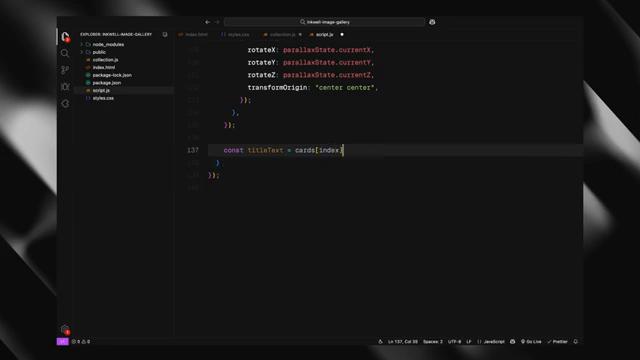 inkwell-image-gallery
EXPLORER: INKWELL-IMAGE-GALLERY
node_modules
public
collection.js
index.html
package-lock.json
package.json
script.js
styles.css
index.html
styles.css
collection.js
script.js
rotateX: parallaxState.currentX,
rotateY: parallaxState.currentY,
rotateZ: parallaxState.currentZ,
transformOrigin: "center center",
});
},
});
137 const titleText = cards[index]
}
});
0 0
Ln 137, Col 35 Spaces: 2 UTF-8 LF {} JavaScript Go Live Prettier